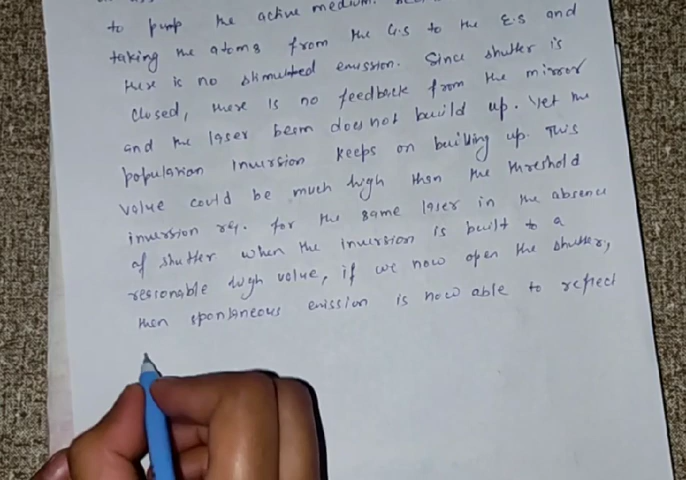 to pump the active medium.
taking the atoms from the G.S to the E.S and
there is no stimulated emission. Since shutter is
closed, there is no feedback from the mirror
and the laser beem does not build up. Yet the
population Inversion keeps on builing up. This
value could be much high then the threshold
inversion req. for the same laser in the absence
of shutter when the inversion is built to a
resionable high value, if we now open the shutter,
then spontaneous emission is now able to reflect